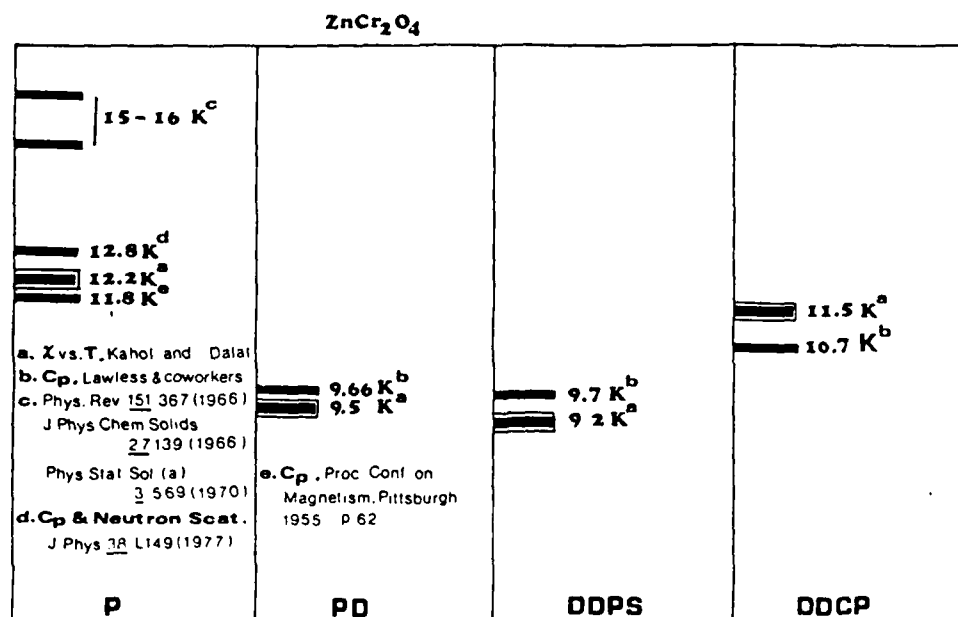 ZnCr2O4
15-16 K c
12.8 K d
12.2 K a
11.8 K e
a. χ vs. T, Kahol and Dalal
b. Cp, Lawless & coworkers
c. Phys. Rev 151 367 (1966)
J Phys Chem Solids
27 139 (1966)
Phys Stat Sol (a)
3 569 (1970)
d. Cp & Neutron Scat.
J Phys 38 L149 (1977)
P
9.66 K b
9.5 K a
e. Cp, Proc Conf on
Magnetism, Pittsburgh
1955 P 62
PD
9.7 K b
9 2 K a
DDPS
11.5 K a
10.7 K b
DDCP